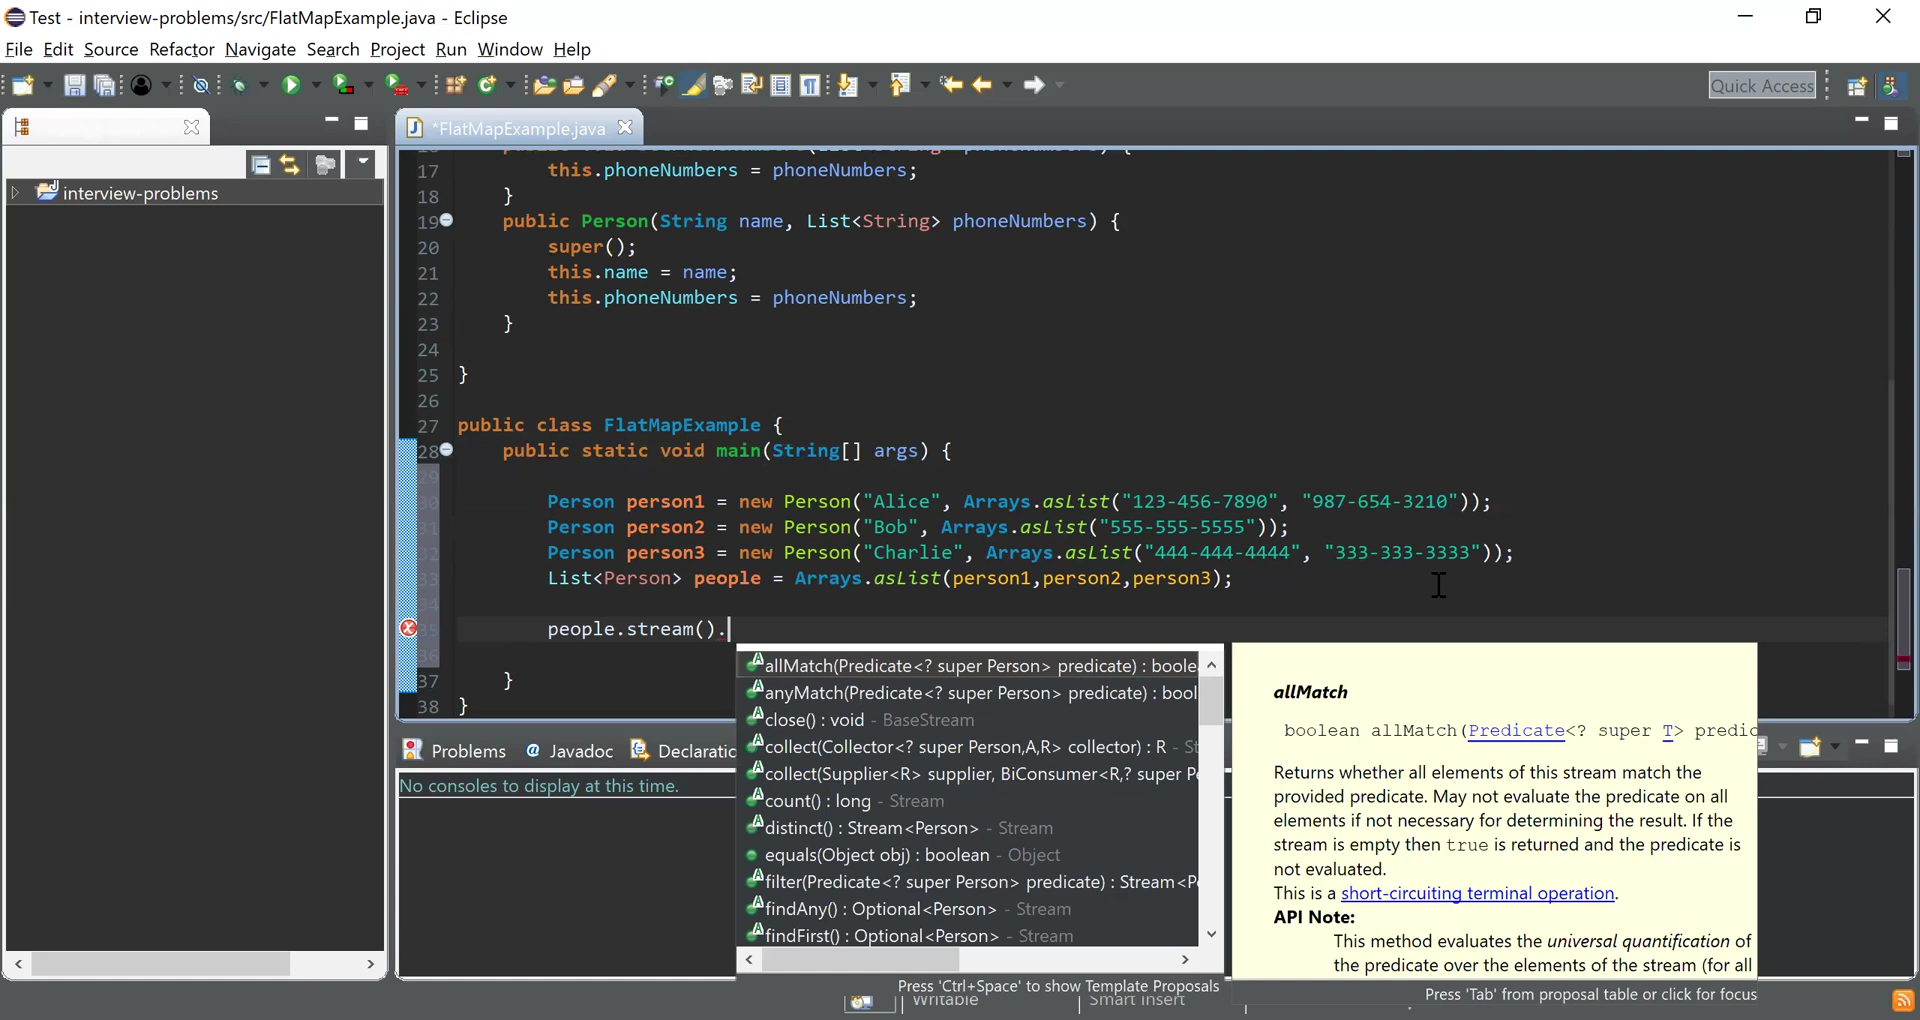 Test - interview-problems/src/FlatMapExample.java - Eclipse
File Edit Source Refactor Navigate Search Project Run Window Help
Quick Access
*FlatMapExample.java
interview-problems
17 this.phoneNumbers = phoneNumbers;
18 }
19 public Person(String name, List<String> phoneNumbers) {
20 super();
21 this.name = name;
22 this.phoneNumbers = phoneNumbers;
23 }
24
25 }
26
27 public class FlatMapExample {
28 public static void main(String[] args) {
29
30 Person person1 = new Person("Alice", Arrays.asList("123-456-7890", "987-654-3210"));
31 Person person2 = new Person("Bob", Arrays.asList("555-555-5555"));
32 Person person3 = new Person("Charlie", Arrays.asList("444-444-4444", "333-333-3333"));
33 List<Person> people = Arrays.asList(person1,person2,person3);
34
35 people.stream().
36
37 }
38 }
allMatch(Predicate<? super Person> predicate) : boole
anyMatch(Predicate<? super Person> predicate) : bool
close() : void - BaseStream
collect(Collector<? super Person,A,R> collector) : R - St
collect(Supplier<R> supplier, BiConsumer<R,? super P
count() : long - Stream
distinct() : Stream<Person> - Stream
equals(Object obj) : boolean - Object
filter(Predicate<? super Person> predicate) : Stream<P
findAny() : Optional<Person> - Stream
findFirst() : Optional<Person> - Stream
Press 'Ctrl+Space' to show Template Proposals
allMatch
boolean allMatch(Predicate<? super T> predic
Returns whether all elements of this stream match the
provided predicate. May not evaluate the predicate on all
elements if not necessary for determining the result. If the
stream is empty then true is returned and the predicate is
not evaluated.
This is a short-circuiting terminal operation.
API Note:
This method evaluates the universal quantification of
the predicate over the elements of the stream (for all
Press 'Tab' from proposal table or click for focus
Problems @ Javadoc Declaratio
No consoles to display at this time.
Writable Smart Insert